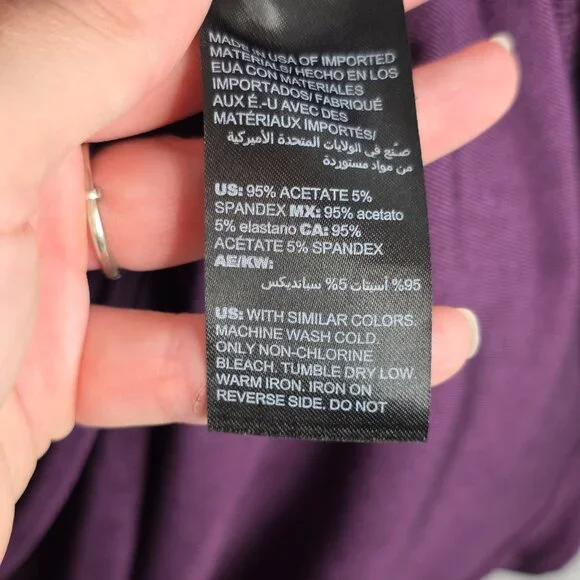 MADE IN USA OF IMPORTED
MATERIALS/ HECHO EN LOS
EUA CON MATERIALES
IMPORTADOS/ FABRIQUÉ
AUX É.-U AVEC DES
MATÉRIAUX IMPORTÉS/
صنع في الولايات المتحدة الأميركية
من مواد مستوردة
US: 95% ACETATE 5%
SPANDEX MX: 95% acetato
5% elastano CA: 95%
ACÉTATE 5% SPANDEX
AE/KW:
95% أسيتات 5% سباندیکس
US: WITH SIMILAR COLORS.
MACHINE WASH COLD.
ONLY NON-CHLORINE
BLEACH. TUMBLE DRY LOW.
WARM IRON. IRON ON
REVERSE SIDE. DO NOT